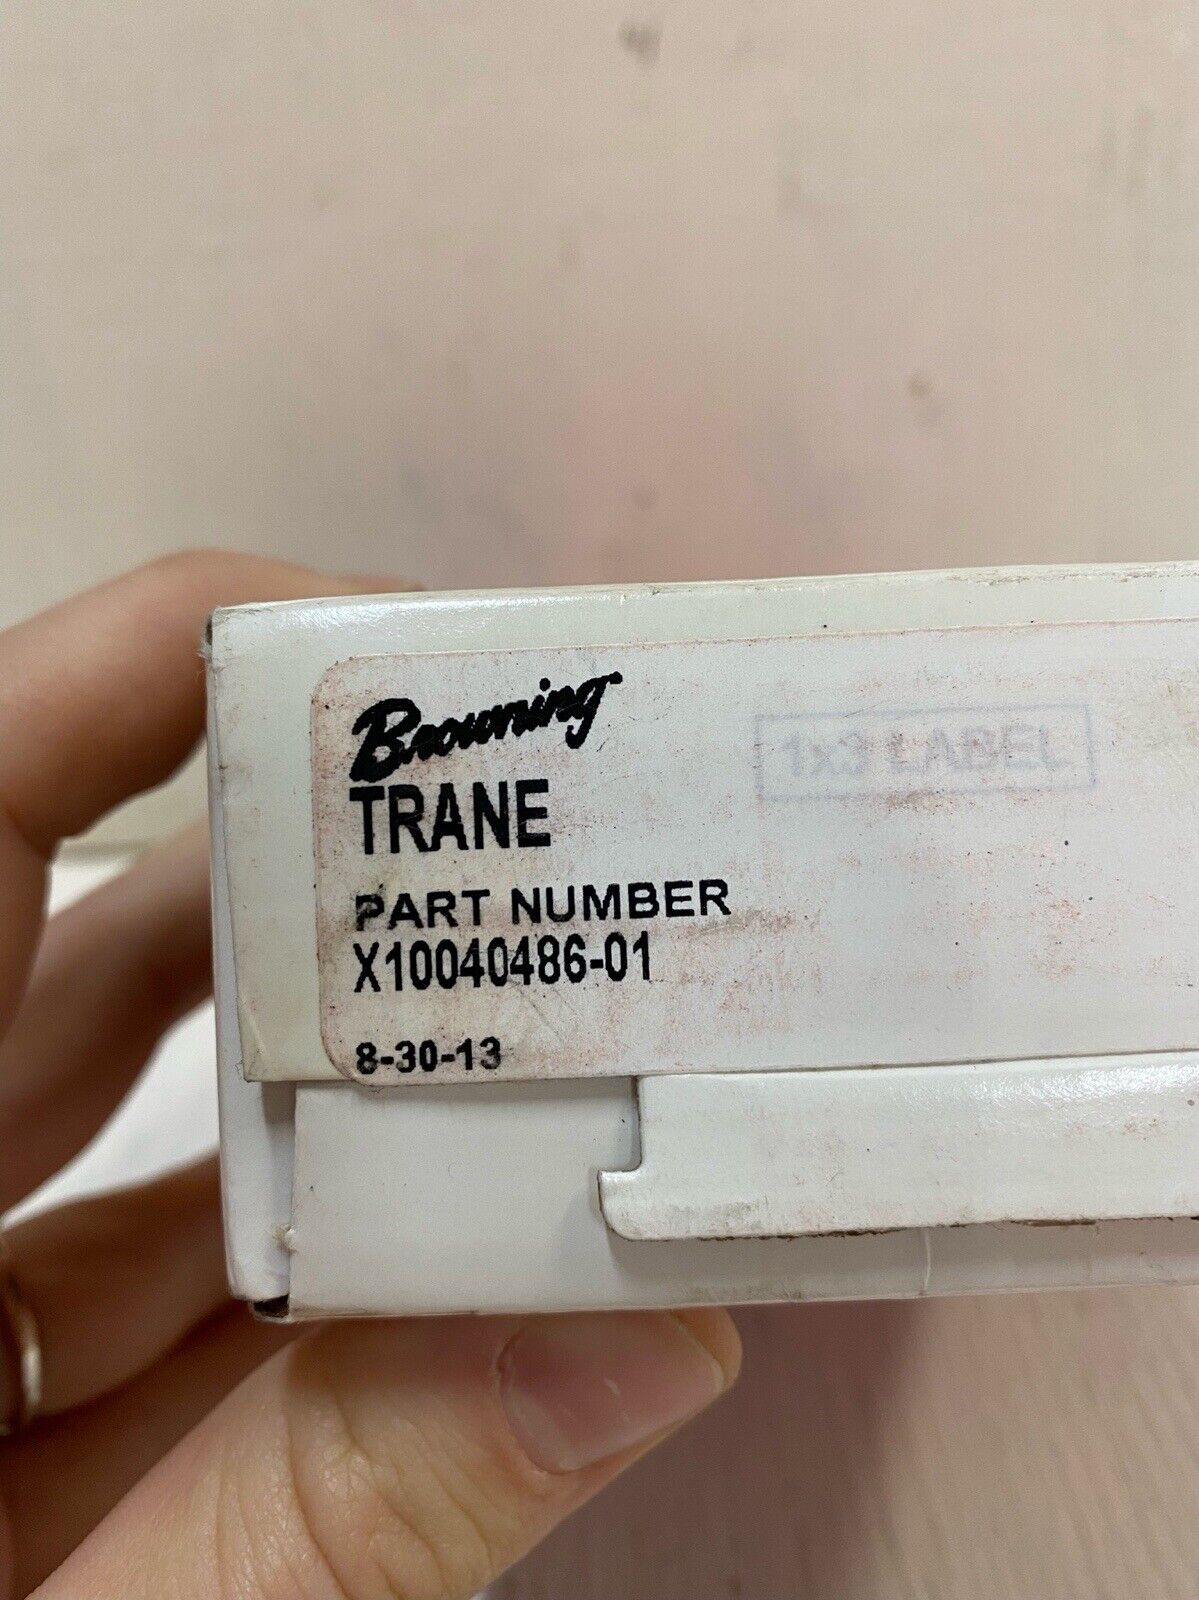 Browning
TRANE
1x3 LABEL
PART NUMBER
X10040486-01
8-30-13